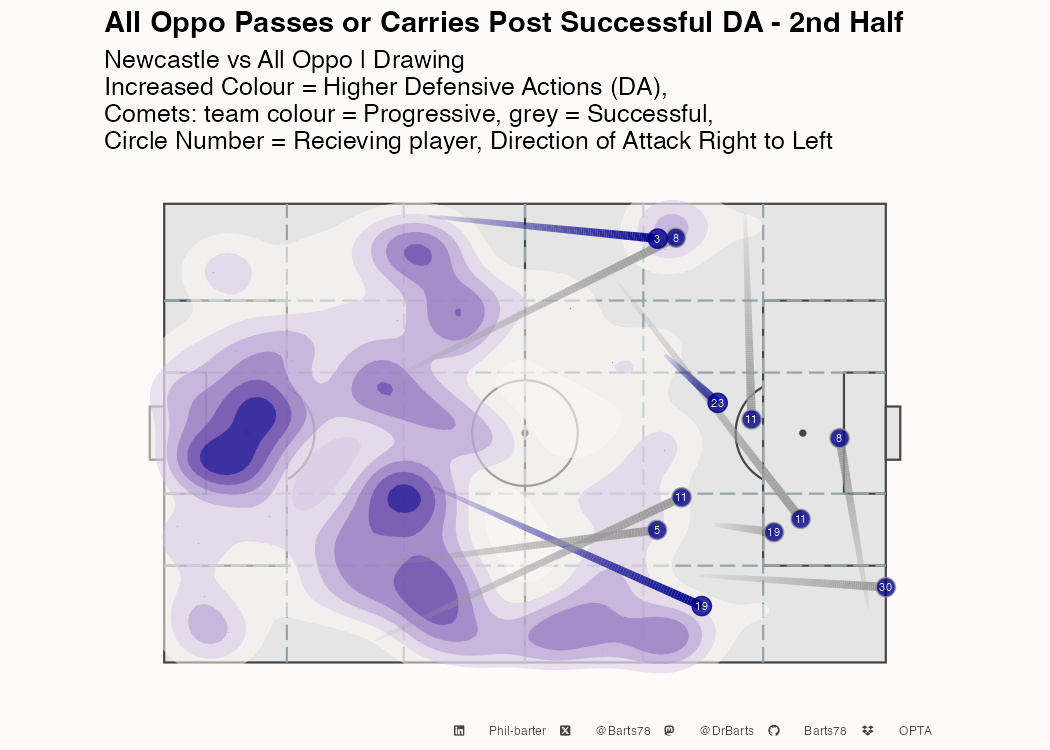 All Oppo Passes or Carries Post Successful DA - 2nd Half
Newcastle vs All Oppo | Drawing
Increased Colour = Higher Defensive Actions (DA),
Comets: team colour = Progressive, grey = Successful,
Circle Number = Recieving player, Direction of Attack Right to Left
3 8
23
11
8
11
11
19
5
30
19
Phil-barter @Barts78 @DrBarts Barts78 OPTA